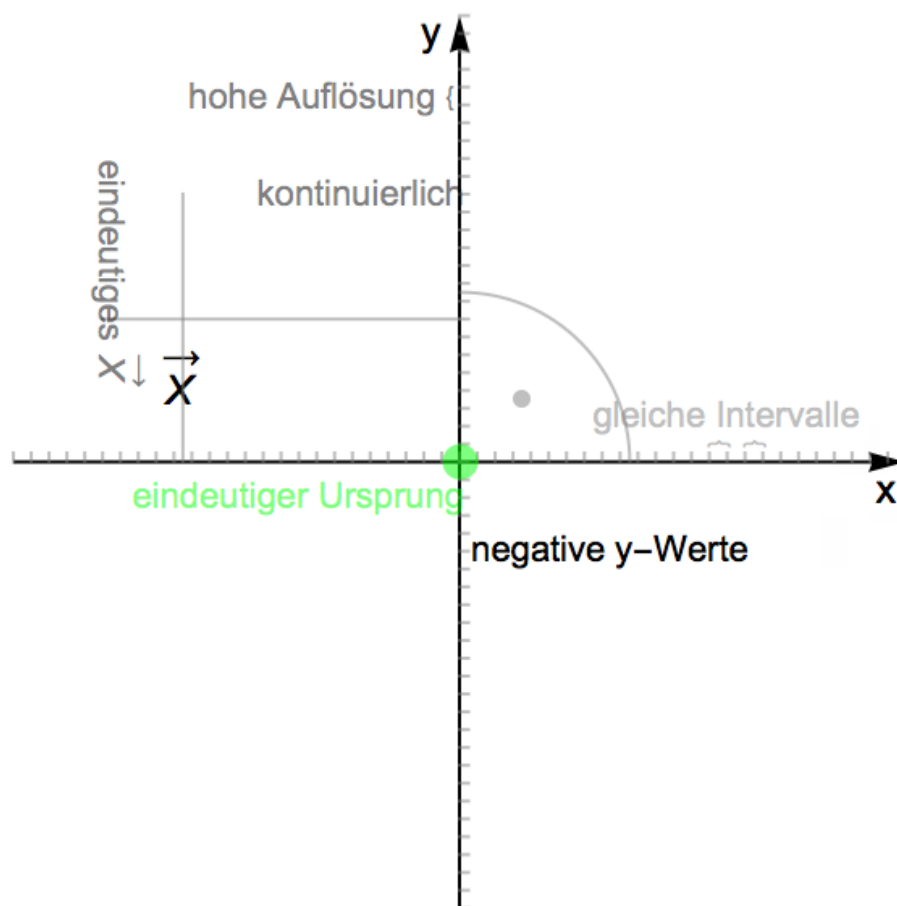 y
hohe Auflösung {
kontinuierlich
eindeutiges x↓
x⃗
gleiche Intervalle
x
eindeutiger Ursprung
negative y−Werte